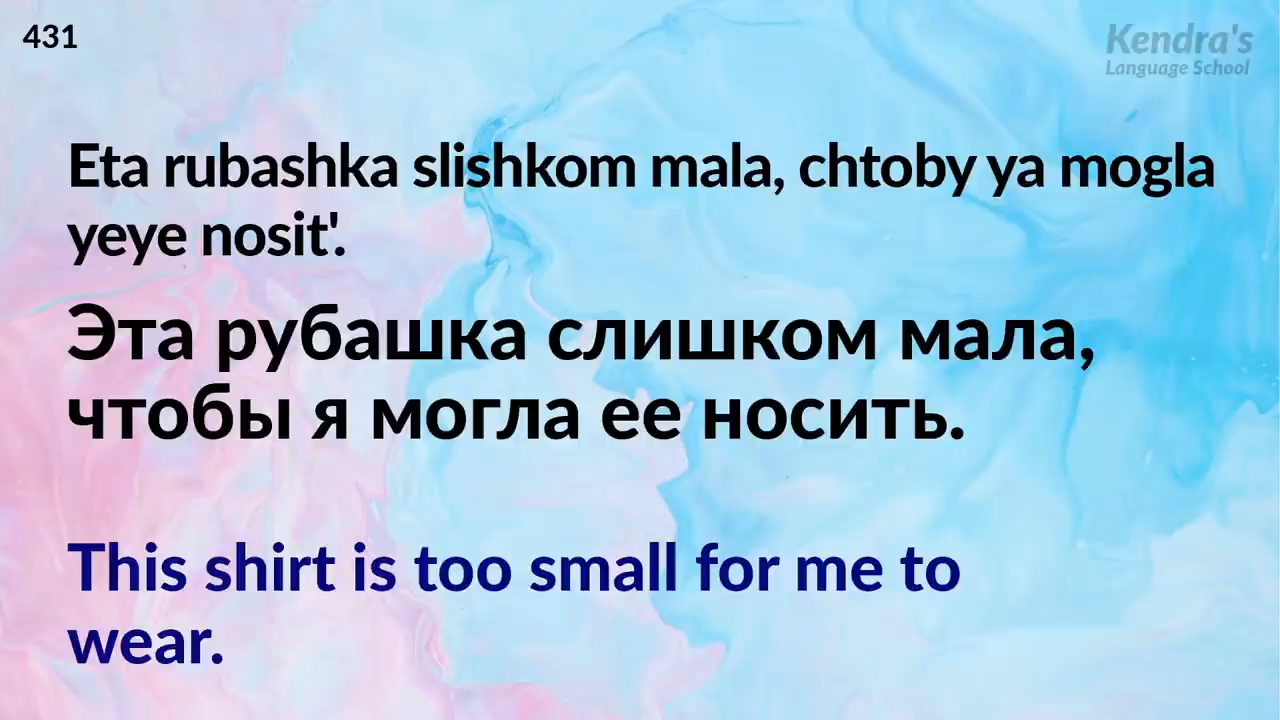 431
Kendra's
Language School
Eta rubashka slishkom mala, chtoby ya mogla
yeye nosit'.
Эта рубашка слишком мала,
чтобы я могла ее носить.
This shirt is too small for me to
wear.